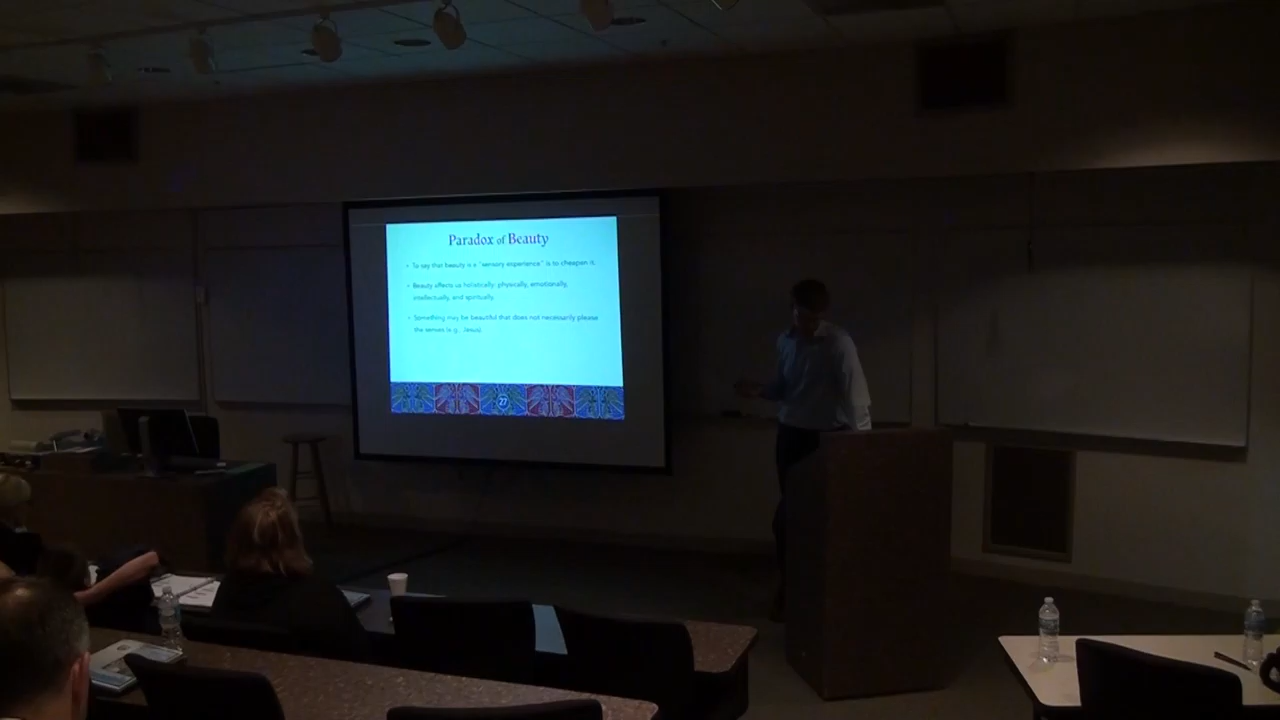 Paradox of Beauty
• To say that beauty is a "sensory experience" is to cheapen it.
• Beauty affects us holistically: physically, emotionally,
intellectually, and spiritually.
• Something may be beautiful that does not necessarily please
the senses (e.g., Jesus).
27